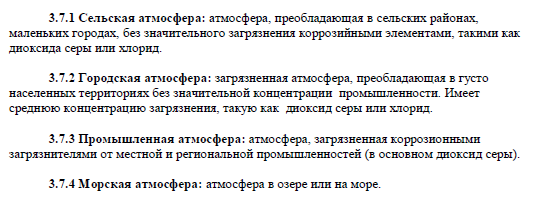 3.7.1 Сельская атмосфера: атмосфера, преобладающая в сельских районах,
маленьких городах, без значительного загрязнения коррозийными элементами, такими как
диоксида серы или хлорид.
3.7.2 Городская атмосфера: загрязненная атмосфера, преобладающая в густо
населенных территориях без значительной концентрации промышленности. Имеет
среднюю концентрацию загрязнения, такую как диоксид серы или хлорид.
3.7.3 Промышленная атмосфера: атмосфера, загрязненная коррозионными
загрязнителями от местной и региональной промышленностей (в основном диоксид серы).
3.7.4 Морская атмосфера: атмосфера в озере или на море.